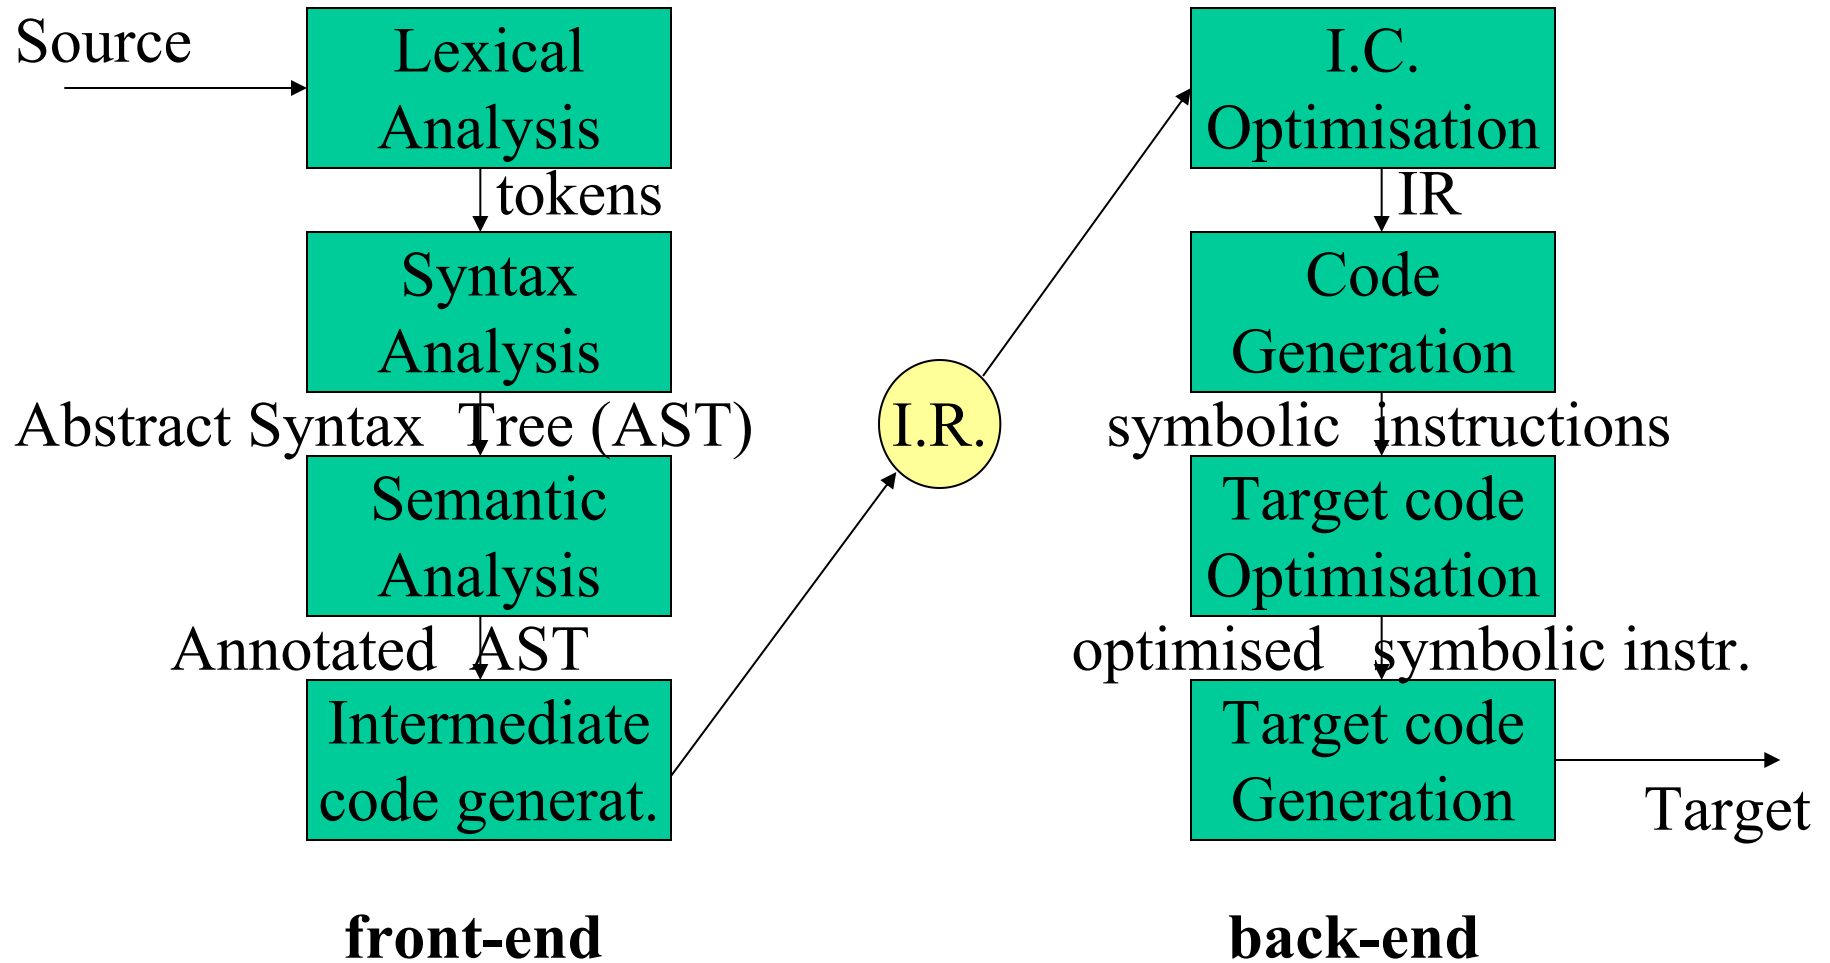 Source
Lexical
Analysis
tokens
Syntax
Analysis
Abstract Syntax Tree (AST)
Semantic
Analysis
Annotated AST
Intermediate
code generat.
front-end
I.R.
I.C.
Optimisation
IR
Code
Generation
symbolic instructions
Target code
Optimisation
optimised symbolic instr.
Target code
Generation
Target
back-end